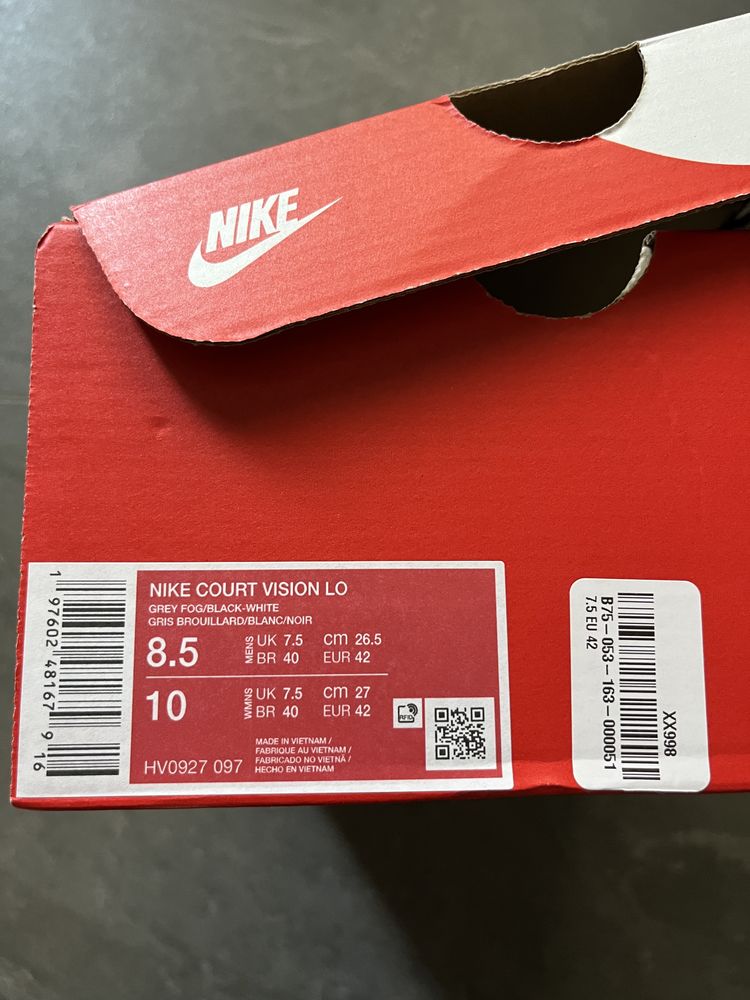 NIKE
1 97602 48167 9 16
NIKE COURT VISION LO
GREY FOG/BLACK-WHITE
GRIS BROUILLARD/BLANC/NOIR
8.5 MENS UK 7.5 cm 26.5
BR 40 EUR 42
10 WMNS UK 7.5 cm 27
BR 40 EUR 42
RFID
HV0927 097
MADE IN VIETNAM /
FABRIQUE AU VIETNAM /
FABRICADO NO VIETNÃ /
HECHO EN VIETNAM
XX998
B75-053-163-000051
7.5 EU 42